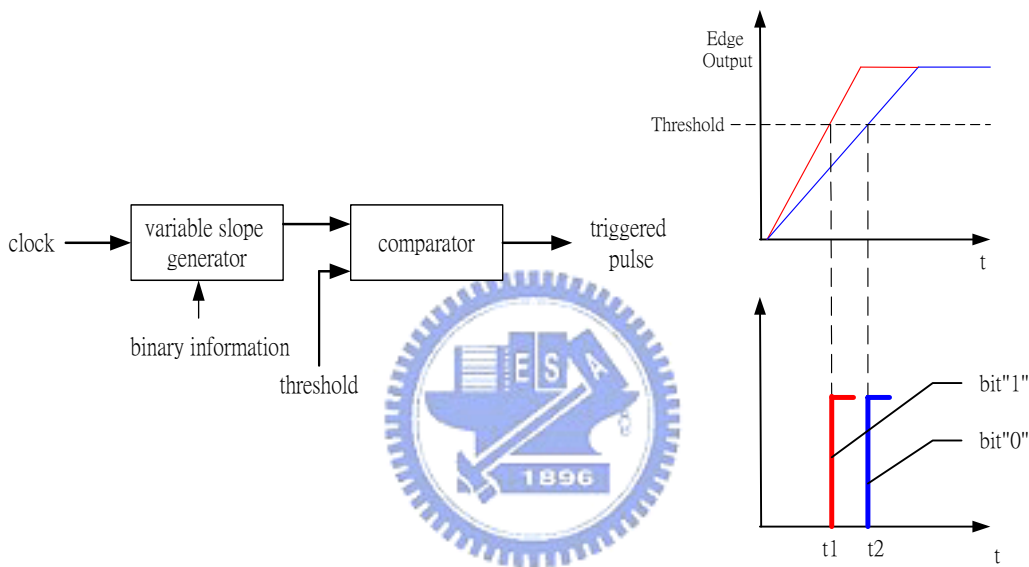 clock
variable slope
generator
binary information
threshold
comparator
triggered
pulse
Edge
Output
Threshold
t
bit"1"
bit"0"
t1
t2
t
E S A
1896